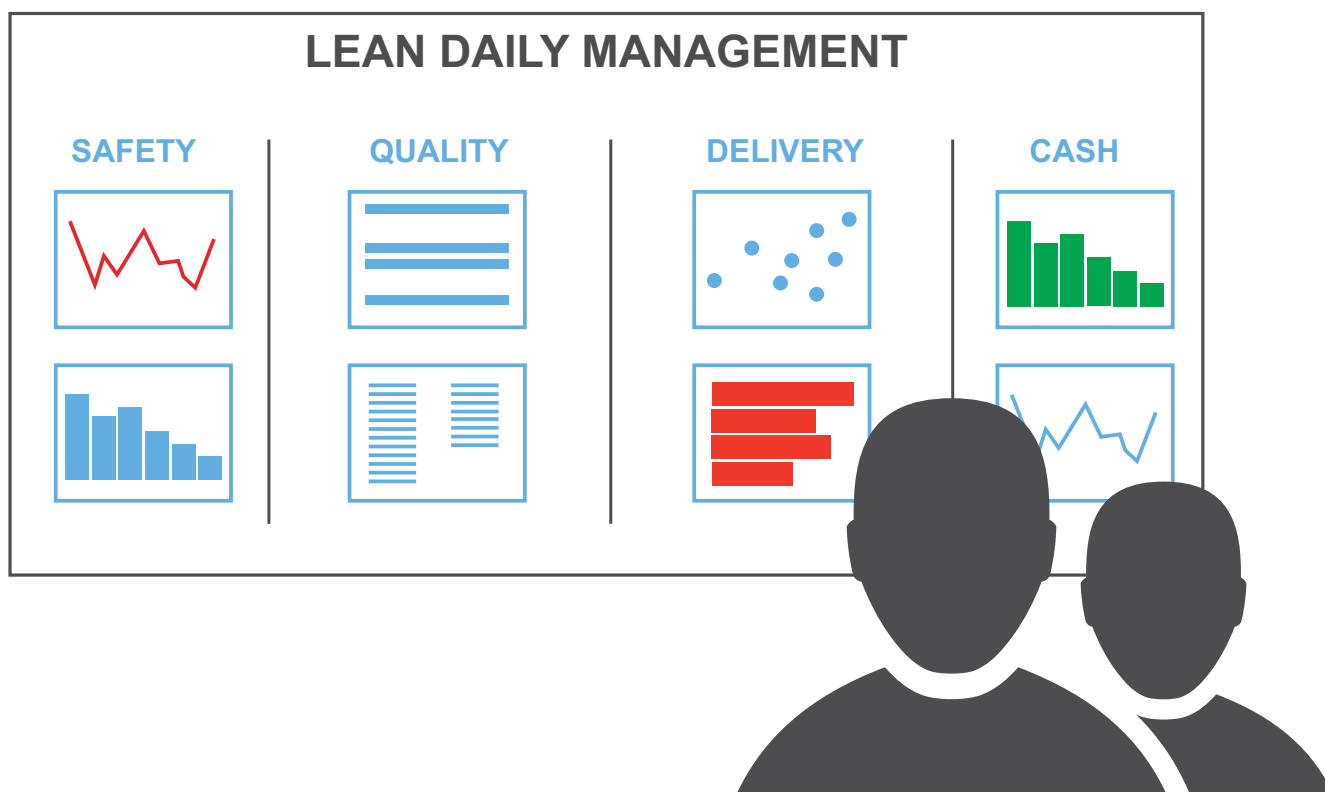 LEAN DAILY MANAGEMENT
SAFETY
QUALITY
DELIVERY
CASH